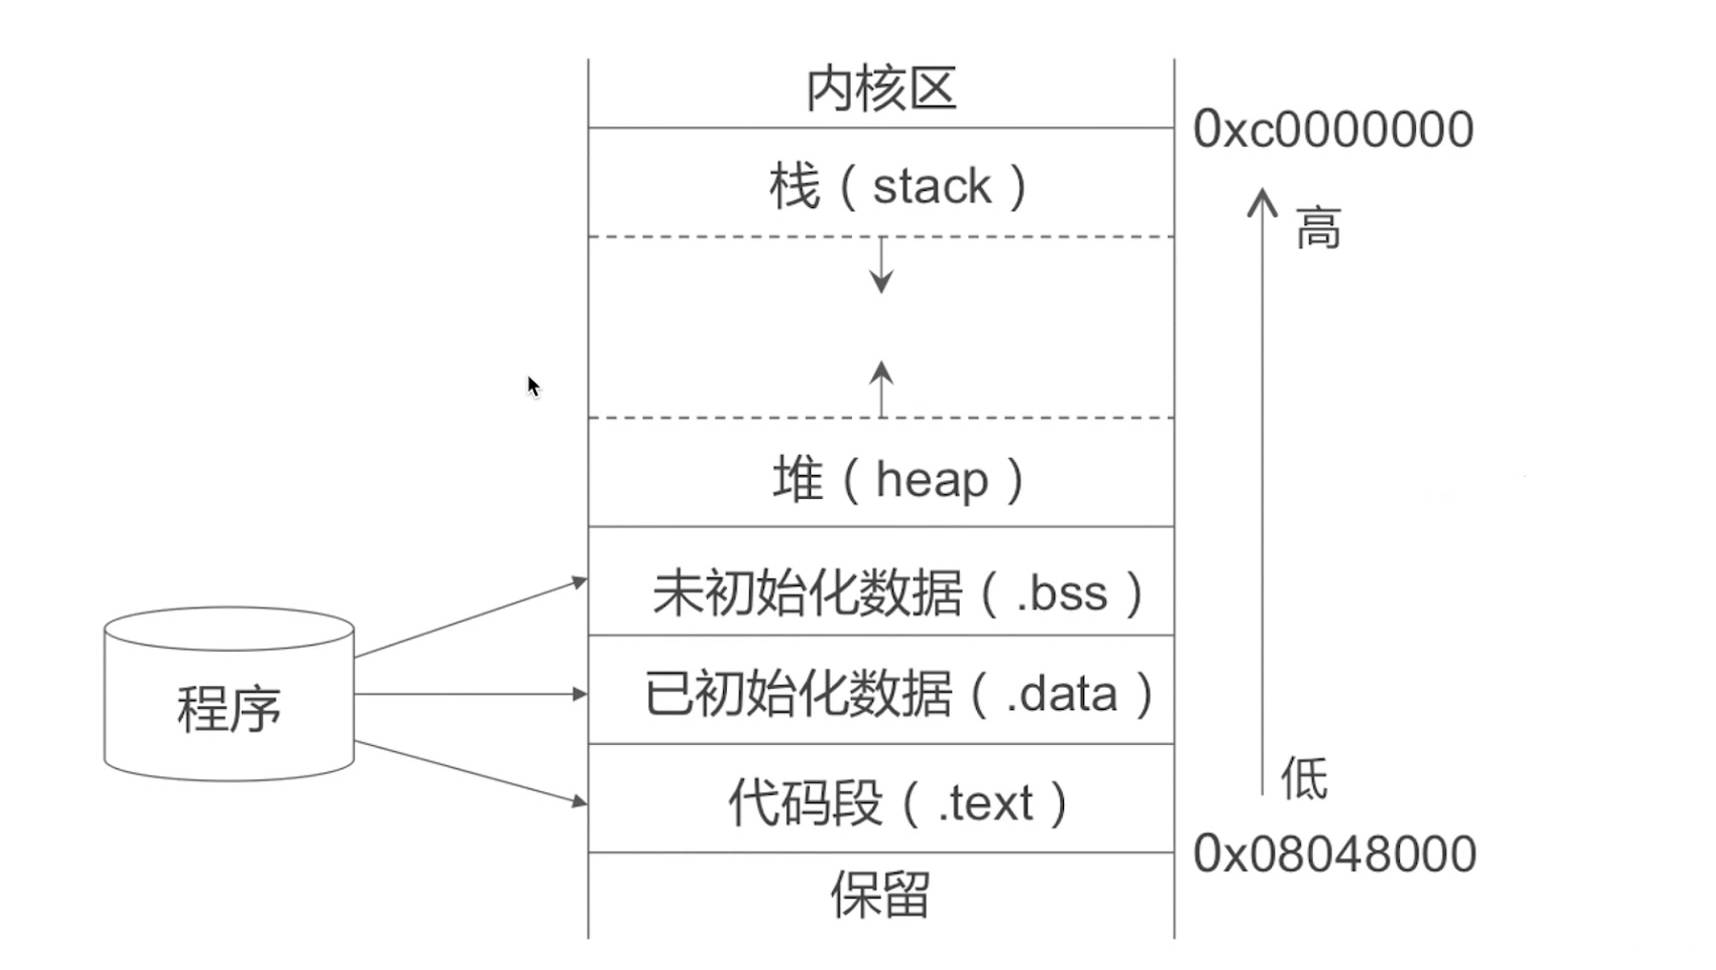 内核区
0xc0000000
栈（stack）
高
堆（heap）
未初始化数据（.bss）
已初始化数据（.data）
程序
代码段（.text）
低
0x08048000
保留